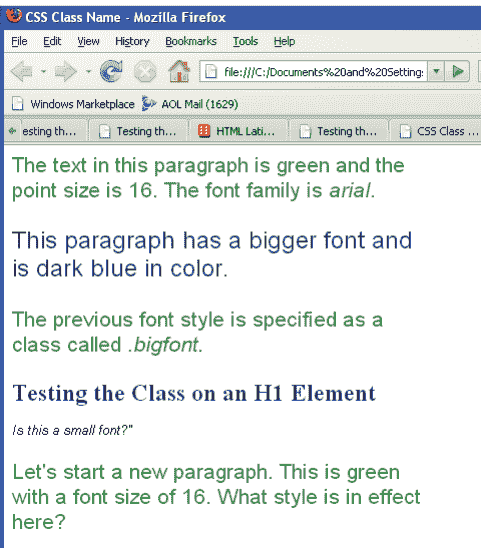 CSS Class Name - Mozilla Firefox
File Edit View History Bookmarks Tools Help
file:///C:/Documents%20and%20Setting:
Windows Marketplace AOL Mail (1629)
esting th... Testing th... HTML Lati... Testing th... CSS Class ...
The text in this paragraph is green and the
point size is 16. The font family is arial.
This paragraph has a bigger font and
is dark blue in color.
The previous font style is specified as a
class called .bigfont.
Testing the Class on an H1 Element
Is this a small font?"
Let's start a new paragraph. This is green
with a font size of 16. What style is in effect
here?